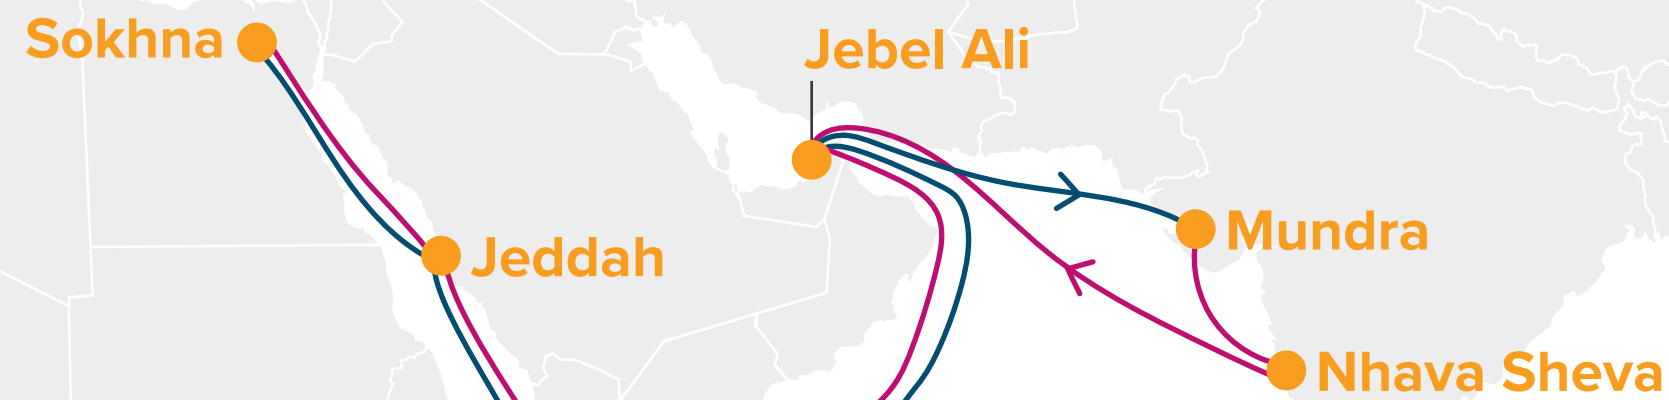 Sokhna
Jebel Ali
Jeddah
Mundra
Nhava Sheva